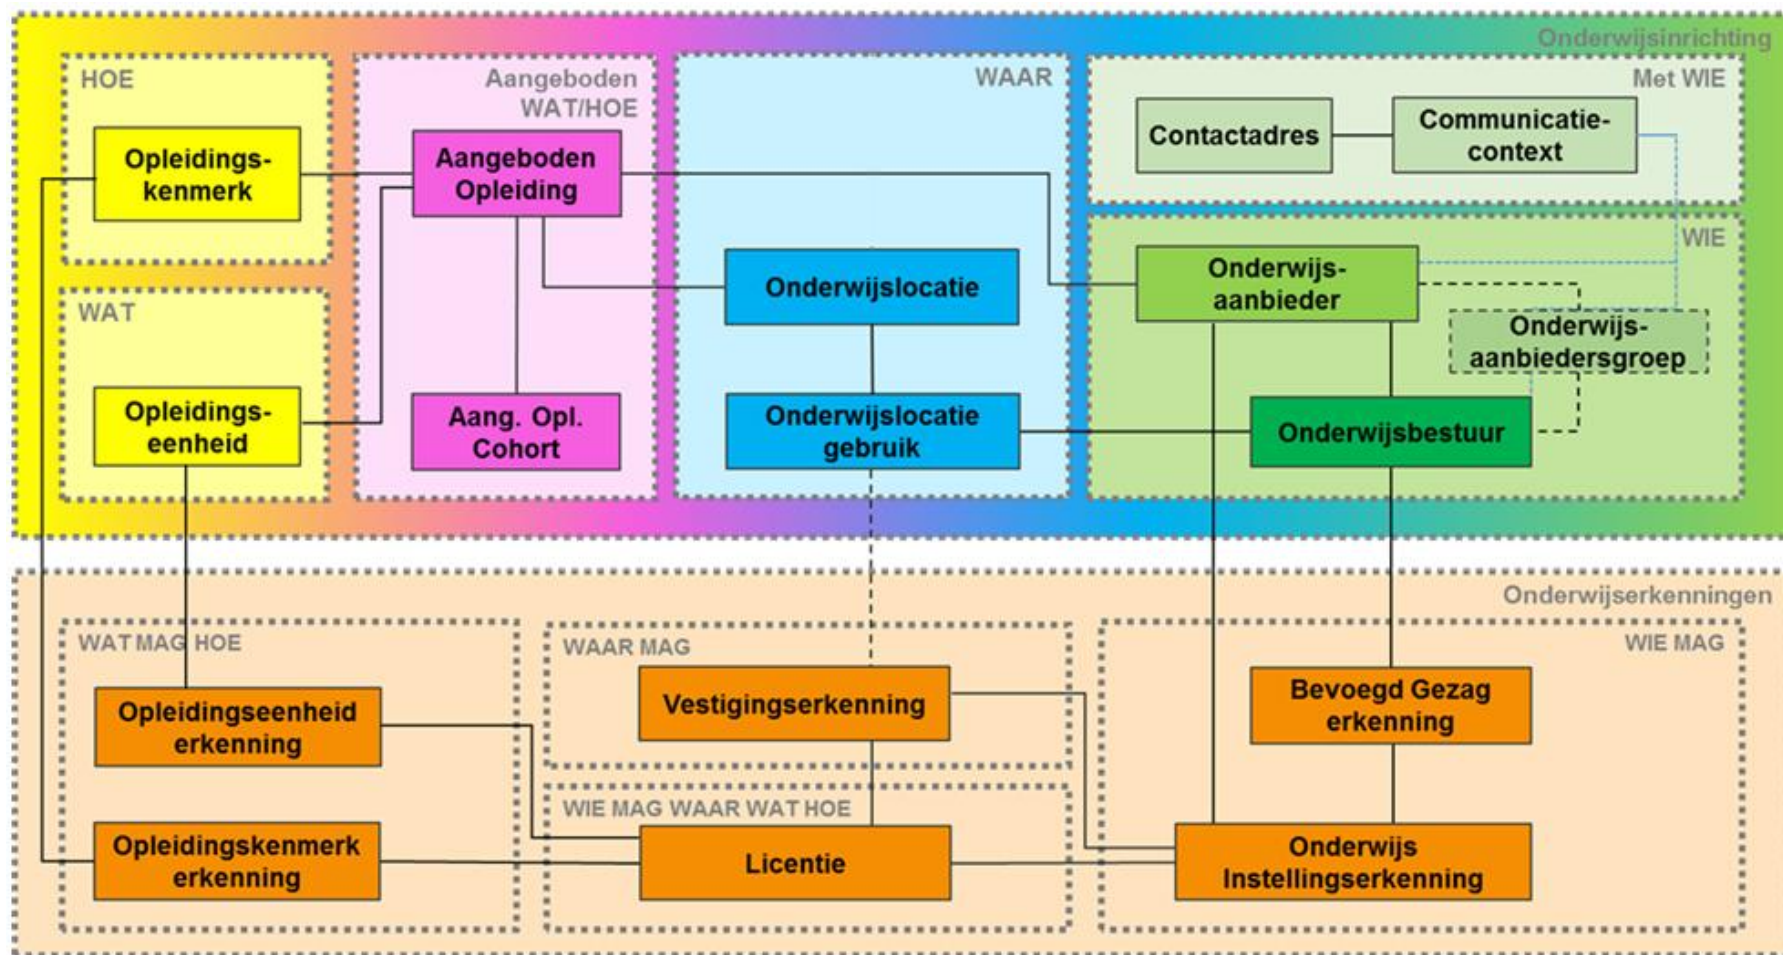 Onderwijsinrichting
HOE
Opleidings-
kenmerk
WAT
Opleidings-
eenheid
Aangeboden
WAT/HOE
Aangeboden
Opleiding
Aang. Opl.
Cohort
WAAR
Onderwijslocatie
Onderwijslocatie
gebruik
Met WIE
Contactadres
Communicatie-
context
WIE
Onderwijs-
aanbieder
Onderwijs-
aanbiedersgroep
Onderwijsbestuur
Onderwijserkenningen
WAT MAG HOE
Opleidingseenheid
erkenning
Opleidingskenmerk
erkenning
WAAR MAG
Vestigingserkenning
WIE MAG WAAR WAT HOE
Licentie
WIE MAG
Bevoegd Gezag
erkenning
Onderwijs
Instellingserkenning